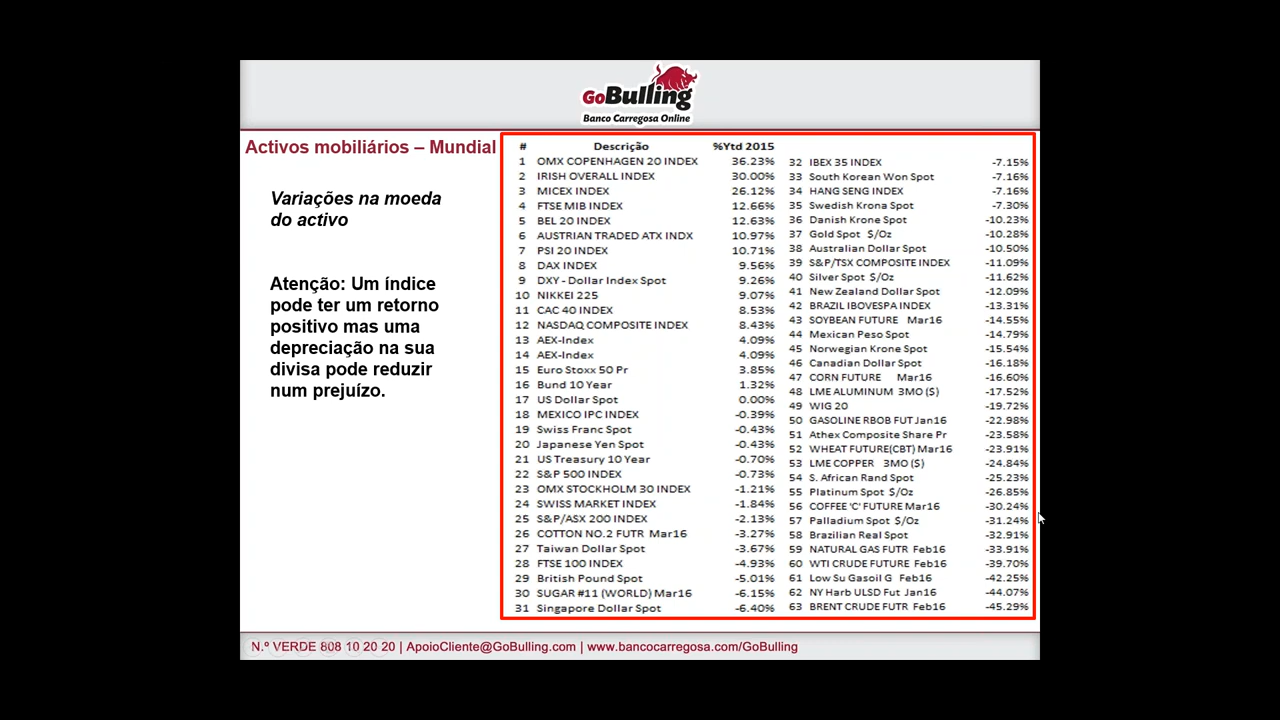 GoBulling
Banco Carregosa Online
Activos mobiliários – Mundial
Variações na moeda
do activo
Atenção: Um índice
pode ter um retorno
positivo mas uma
depreciação na sua
divisa pode reduzir
num prejuízo.
# Descrição %Ytd 2015
1 OMX COPENHAGEN 20 INDEX 36.23%
2 IRISH OVERALL INDEX 30.00%
3 MICEX INDEX 26.12%
4 FTSE MIB INDEX 12.66%
5 BEL 20 INDEX 12.63%
6 AUSTRIAN TRADED ATX INDX 10.97%
7 PSI 20 INDEX 10.71%
8 DAX INDEX 9.56%
9 DXY - Dollar Index Spot 9.26%
10 NIKKEI 225 9.07%
11 CAC 40 INDEX 8.53%
12 NASDAQ COMPOSITE INDEX 8.43%
13 AEX-Index 4.09%
14 AEX-Index 4.09%
15 Euro Stoxx 50 Pr 3.85%
16 Bund 10 Year 1.32%
17 US Dollar Spot 0.00%
18 MEXICO IPC INDEX -0.39%
19 Swiss Franc Spot -0.43%
20 Japanese Yen Spot -0.43%
21 US Treasury 10 Year -0.70%
22 S&P 500 INDEX -0.73%
23 OMX STOCKHOLM 30 INDEX -1.21%
24 SWISS MARKET INDEX -1.84%
25 S&P/ASX 200 INDEX -2.13%
26 COTTON NO.2 FUTR Mar16 -3.27%
27 Taiwan Dollar Spot -3.67%
28 FTSE 100 INDEX -4.93%
29 British Pound Spot -5.01%
30 SUGAR #11 (WORLD) Mar16 -6.15%
31 Singapore Dollar Spot -6.40%
32 IBEX 35 INDEX -7.15%
33 South Korean Won Spot -7.16%
34 HANG SENG INDEX -7.16%
35 Swedish Krona Spot -7.30%
36 Danish Krone Spot -10.23%
37 Gold Spot $/Oz -10.28%
38 Australian Dollar Spot -10.50%
39 S&P/TSX COMPOSITE INDEX -11.09%
40 Silver Spot $/Oz -11.62%
41 New Zealand Dollar Spot -12.09%
42 BRAZIL IBOVESPA INDEX -13.31%
43 SOYBEAN FUTURE Mar16 -14.55%
44 Mexican Peso Spot -14.79%
45 Norwegian Krone Spot -15.54%
46 Canadian Dollar Spot -16.18%
47 CORN FUTURE Mar16 -16.60%
48 LME ALUMINUM 3MO ($) -17.52%
49 WIG 20 -19.72%
50 GASOLINE RBOB FUT Jan16 -22.98%
51 Athex Composite Share Pr -23.58%
52 WHEAT FUTURE(CBT) Mar16 -23.91%
53 LME COPPER 3MO ($) -24.84%
54 S. African Rand Spot -25.23%
55 Platinum Spot $/Oz -26.85%
56 COFFEE 'C' FUTURE Mar16 -30.24%
57 Palladium Spot $/Oz -31.24%
58 Brazilian Real Spot -32.91%
59 NATURAL GAS FUTR Feb16 -33.91%
60 WTI CRUDE FUTURE Feb16 -39.70%
61 Low Su Gasoil G Feb16 -42.25%
62 NY Harb ULSD Fut Jan16 -44.07%
63 BRENT CRUDE FUTR Feb16 -45.29%
N.º VERDE 808 10 20 20 | ApoioCliente@GoBulling.com | www.bancocarregosa.com/GoBulling